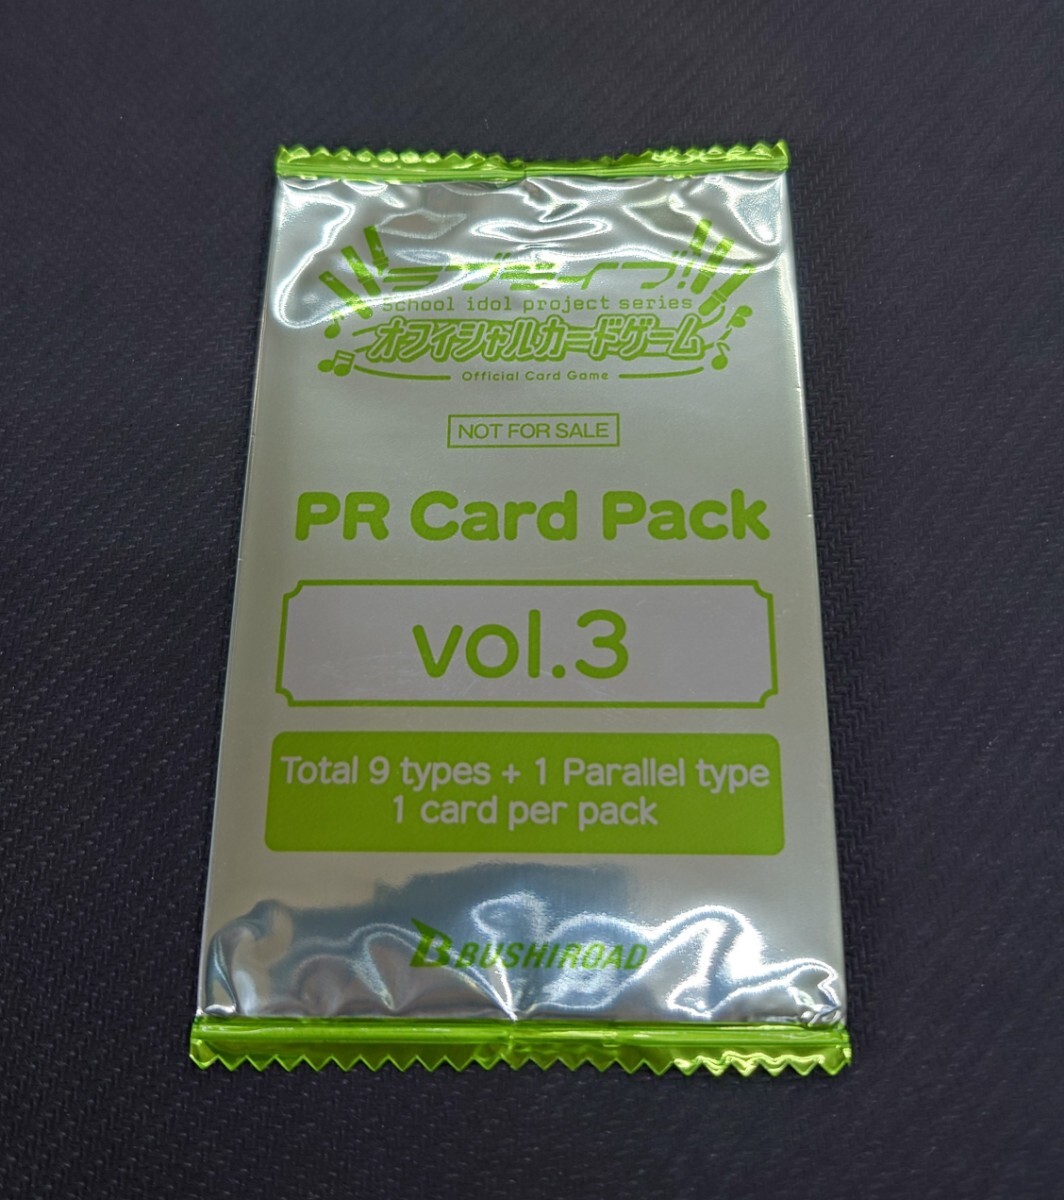 ラブライブ!
School idol project series
オフィシャルカードゲーム
Official Card Game
NOT FOR SALE
PR Card Pack
vol.3
Total 9 types + 1 Parallel type
1 card per pack
BUSHIROAD